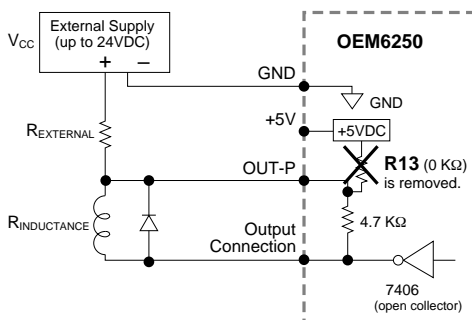 External Supply
(up to 24VDC)
+ –
VCC
OEM6250
GND
GND
+5V
+5VDC
REXTERNAL
R13 (0 KΩ)
is removed.
OUT-P
RINDUCTANCE
4.7 KΩ
Output
Connection
7406
(open collector)